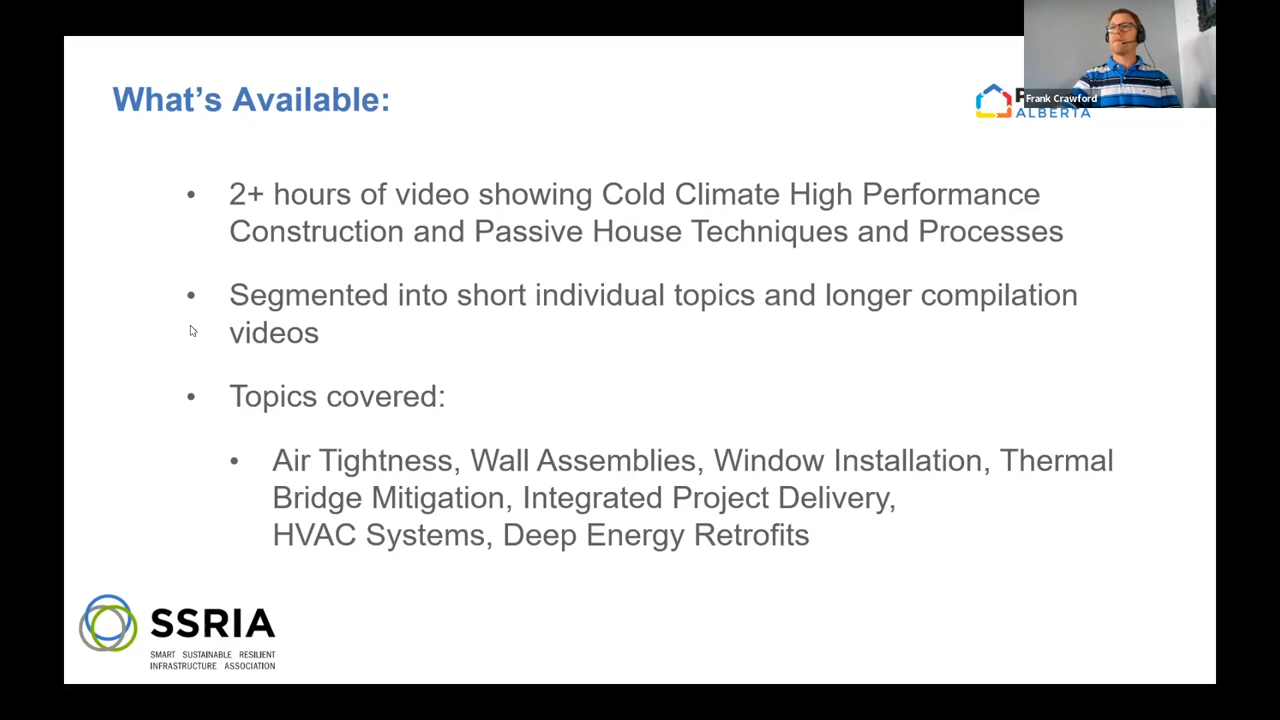 What's Available:
Frank Crawford
ALBERTA
• 2+ hours of video showing Cold Climate High Performance
Construction and Passive House Techniques and Processes
• Segmented into short individual topics and longer compilation
videos
• Topics covered:
• Air Tightness, Wall Assemblies, Window Installation, Thermal
Bridge Mitigation, Integrated Project Delivery,
HVAC Systems, Deep Energy Retrofits
SSRIA
SMART SUSTAINABLE RESILIENT
INFRASTRUCTURE ASSOCIATION